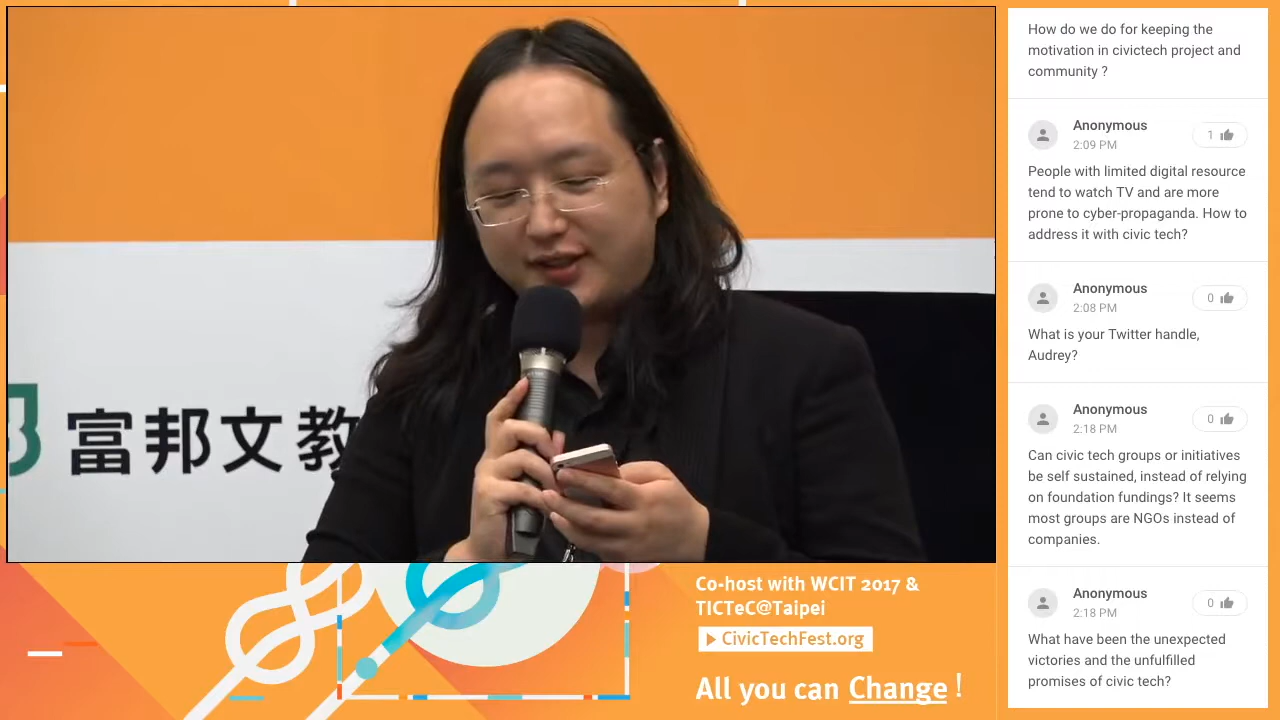 富邦文教
Co-host with WCIT 2017 &
TICTeC@Taipei
CivicTechFest.org
All you can Change !
How do we do for keeping the
motivation in civictech project and
community ?
Anonymous
2:09 PM
1
People with limited digital resource
tend to watch TV and are more
prone to cyber-propaganda. How to
address it with civic tech?
Anonymous
2:08 PM
0
What is your Twitter handle,
Audrey?
Anonymous
2:18 PM
0
Can civic tech groups or initiatives
be self sustained, instead of relying
on foundation fundings? It seems
most groups are NGOs instead of
companies.
Anonymous
2:18 PM
0
What have been the unexpected
victories and the unfulfilled
promises of civic tech?